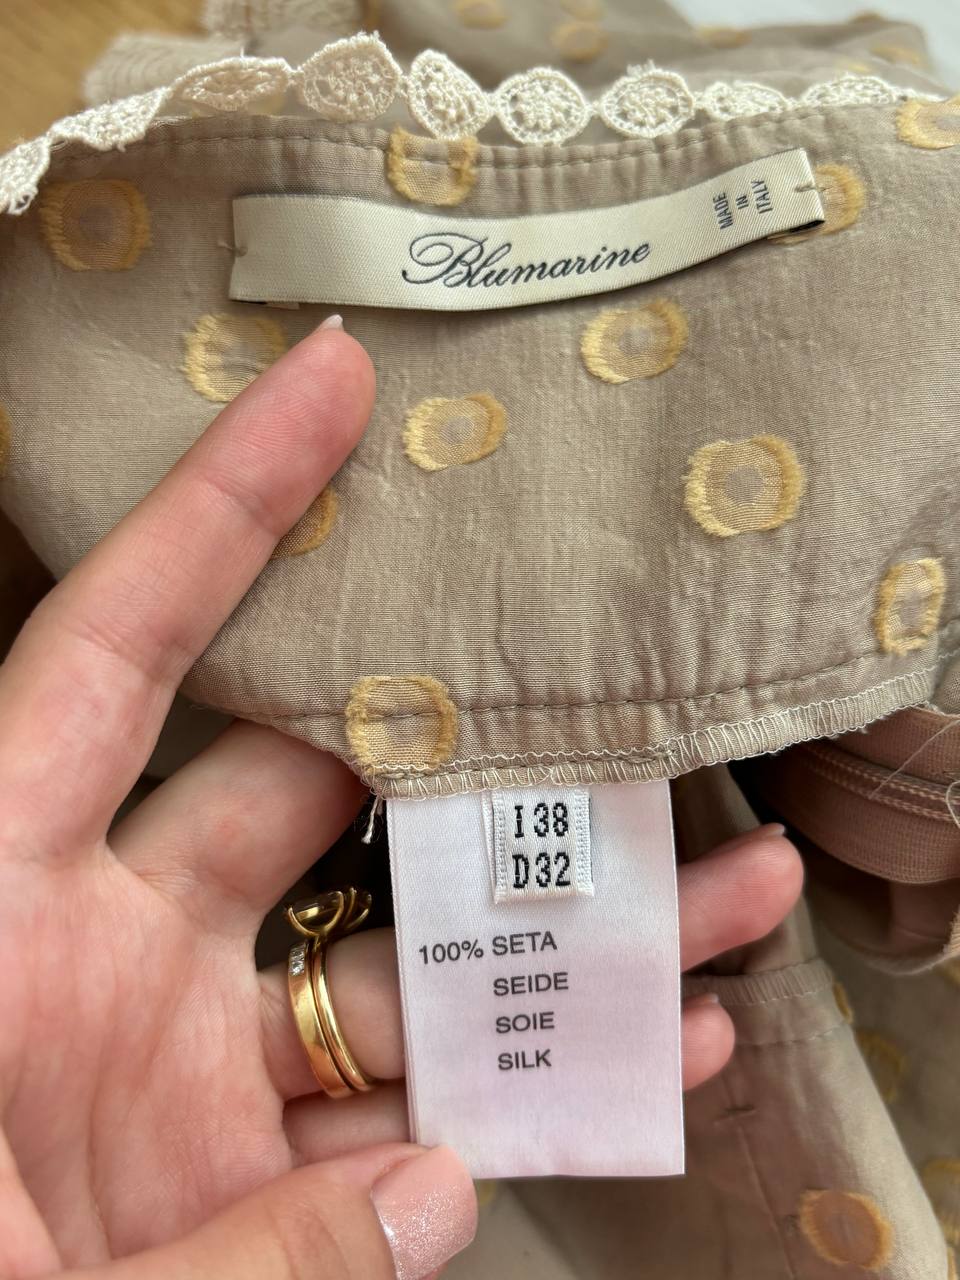 Blumarine
MADE
IN
ITALY
I 38
D 32
100% SETA
SEIDE
SOIE
SILK